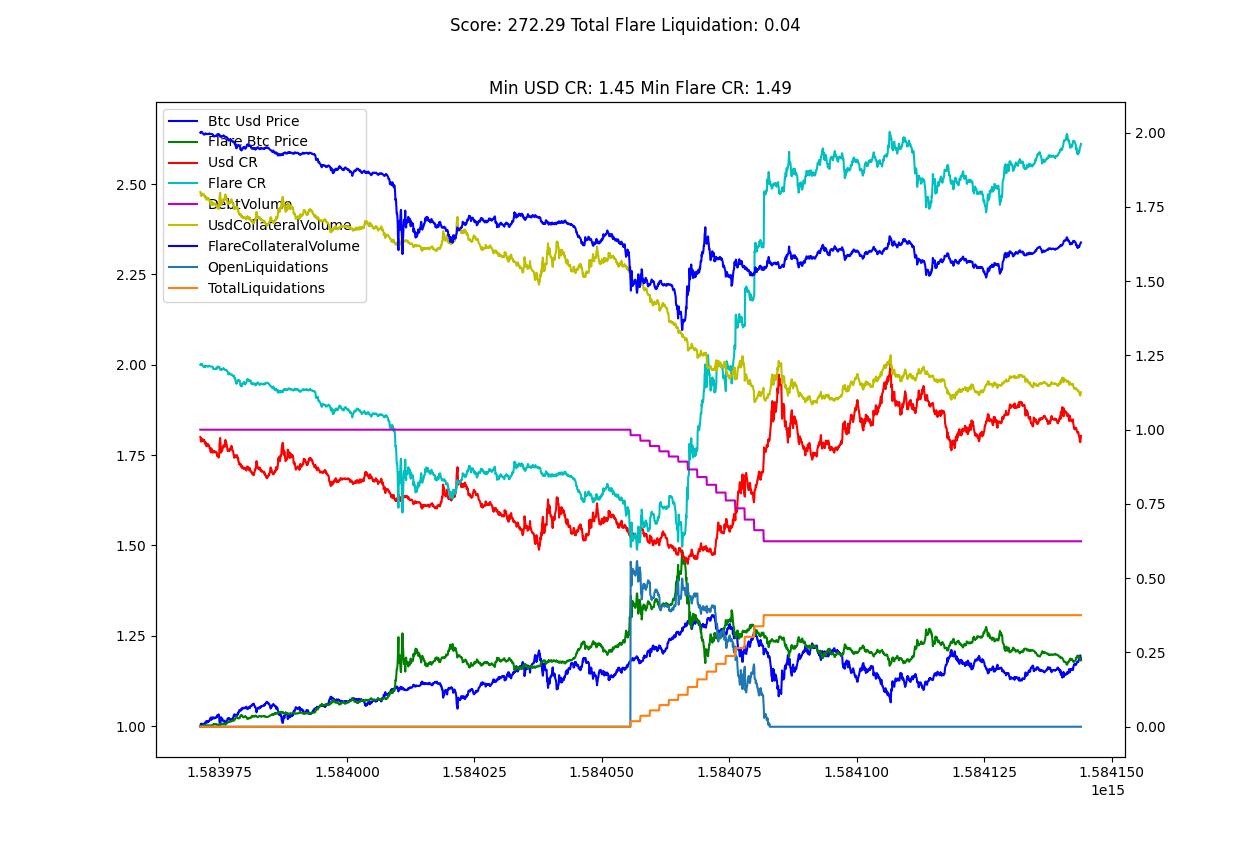 Score: 272.29 Total Flare Liquidation: 0.04
Min USD CR: 1.45 Min Flare CR: 1.49
Btc Usd Price
Flare Btc Price
Usd CR
Flare CR
DebtVolume
UsdCollateralVolume
FlareCollateralVolume
OpenLiquidations
TotalLiquidations
2.50
2.25
2.00
1.75
1.50
1.25
1.00
2.00
1.75
1.50
1.25
1.00
0.75
0.50
0.25
0.00
1.583975 1.584000 1.584025 1.584050 1.584075 1.584100 1.584125 1.584150
1e15